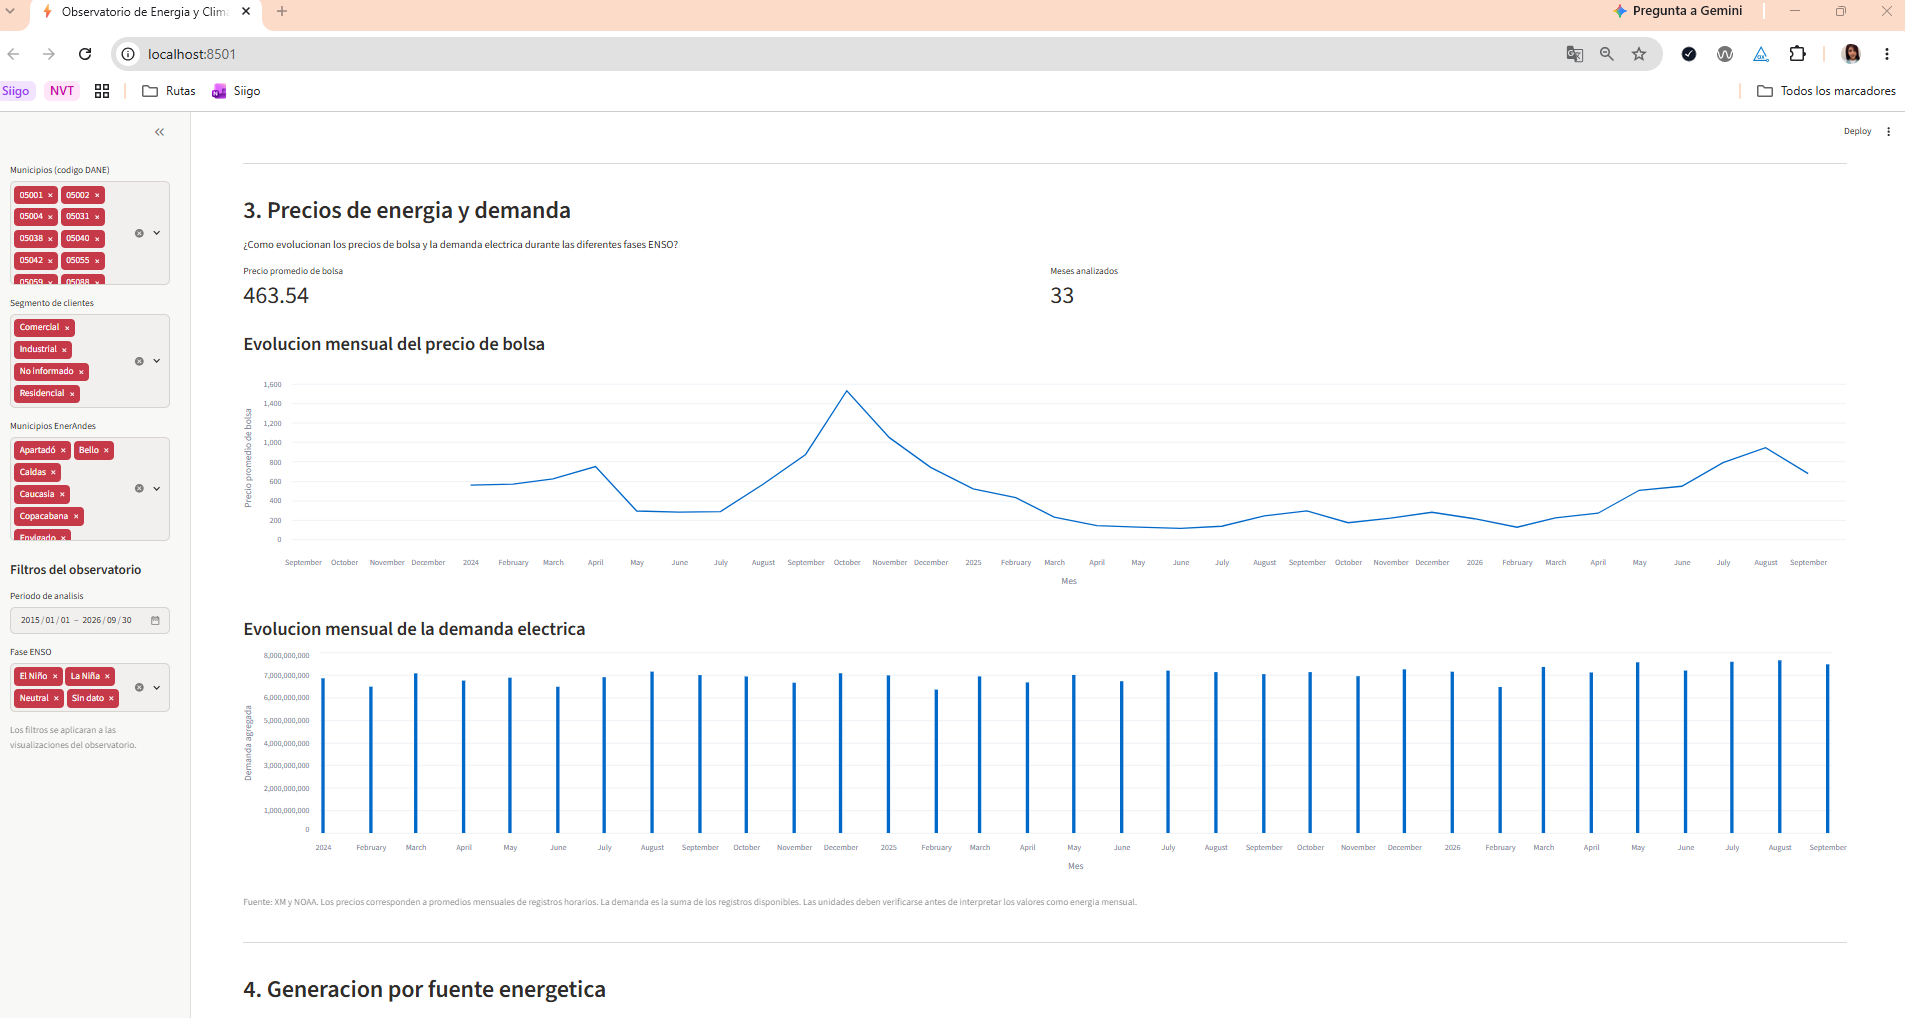 Observatorio de Energia y Clim
Pregunta a Gemini
localhost:8501
Siigo
NVT
Rutas
Siigo
Todos los marcadores
Deploy
Municipios (codigo DANE)
05001 × 05002 ×
05004 × 05031 ×
05038 × 05040 ×
05042 × 05055 ×
05059 × 05088 ×
Segmento de clientes
Comercial ×
Industrial ×
No Informado ×
Residencial ×
Municipios EnerAndes
Apartadó × Bello ×
Caldas ×
Caucasia ×
Copacabana ×
Envigado ×
Filtros del observatorio
Periodo de analisis
2015/01/01 – 2026/09/30
Fase ENSO
El Niño × La Niña ×
Neutral × Sin dato ×
Los filtros se aplicaran a las
visualizaciones del observatorio.
3. Precios de energia y demanda
¿Como evolucionan los precios de bolsa y la demanda electrica durante las diferentes fases ENSO?
Precio promedio de bolsa
463.54
Meses analizados
33
Evolucion mensual del precio de bolsa
Precio promedio de bolsa
1,600
1,400
1,200
1,000
800
600
400
200
0
September October November December 2024 February March April May June July August September October November December 2025 February March April May June July August September October November December 2026 February March April May June July August September
Mes
Evolucion mensual de la demanda electrica
Demanda agregada
8,000,000,000
7,000,000,000
6,000,000,000
5,000,000,000
4,000,000,000
3,000,000,000
2,000,000,000
1,000,000,000
0
2024 February March April May June July August September October November December 2025 February March April May June July August September October November December 2026 February March April May June July August September
Mes
Fuente: XM y NOAA. Los precios corresponden a promedios mensuales de registros horarios. La demanda es la suma de los registros disponibles. Las unidades deben verificarse antes de interpretar los valores como energia mensual.
4. Generacion por fuente energetica